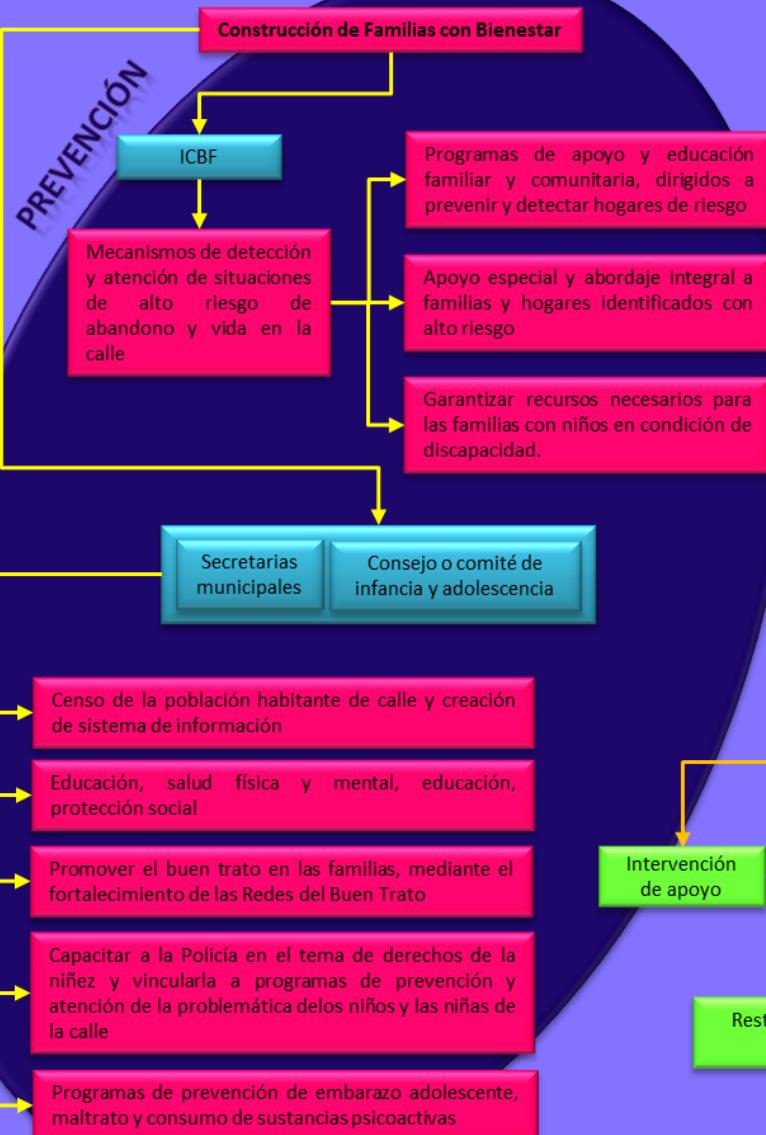 Construcción de Familias con Bienestar
PREVENCIÓN
ICBF
Programas de apoyo y educación
familiar y comunitaria, dirigidos a
prevenir y detectar hogares de riesgo
Mecanismos de detección
y atención de situaciones
de alto riesgo de
abandono y vida en la
calle
Apoyo especial y abordaje integral a
familias y hogares identificados con
alto riesgo
Garantizar recursos necesarios para
las familias con niños en condición de
discapacidad.
Secretarias
municipales
Consejo o comité de
infancia y adolescencia
Censo de la población habitante de calle y creación
de sistema de información
Educación, salud física y mental, educación,
protección social
Promover el buen trato en las familias, mediante el
fortalecimiento de las Redes del Buen Trato
Intervención
de apoyo
Capacitar a la Policía en el tema de derechos de la
niñez y vincularla a programas de prevención y
atención de la problemática delos niños y las niñas de
la calle
Rest
Programas de prevención de embarazo adolescente,
maltrato y consumo de sustancias psicoactivas